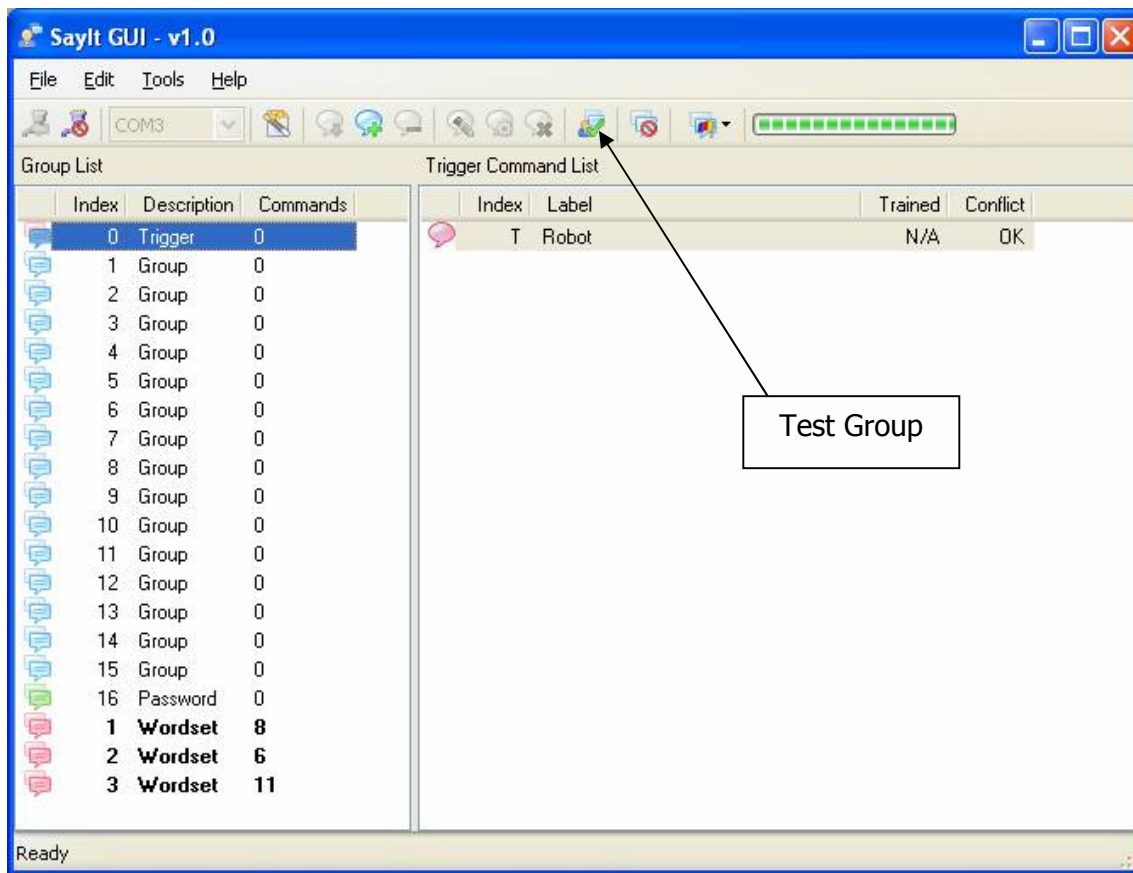 SayIt GUI - v1.0
File Edit Tools Help
COM3
Group List Trigger Command List
Index Description Commands Index Label Trained Conflict
0 Trigger 0 T Robot N/A OK
1 Group 0
2 Group 0
3 Group 0
4 Group 0
5 Group 0
6 Group 0
7 Group 0
8 Group 0
9 Group 0
10 Group 0
11 Group 0
12 Group 0
13 Group 0
14 Group 0
15 Group 0
16 Password 0
1 Wordset 8
2 Wordset 6
3 Wordset 11
Test Group
Ready